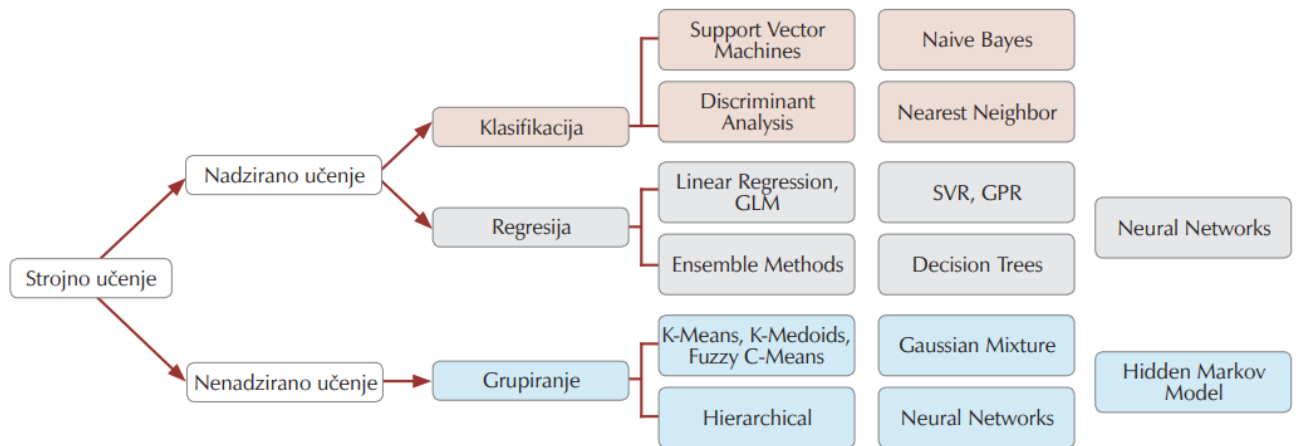 Strojno učenje
Nadzirano učenje
Nenadzirano učenje
Klasifikacija
Support Vector
Machines
Naive Bayes
Discriminant
Analysis
Nearest Neighbor
Regresija
Linear Regression,
GLM
SVR, GPR
Ensemble Methods
Decision Trees
Neural Networks
Grupiranje
K-Means, K-Medoids,
Fuzzy C-Means
Gaussian Mixture
Hierarchical
Neural Networks
Hidden Markov
Model